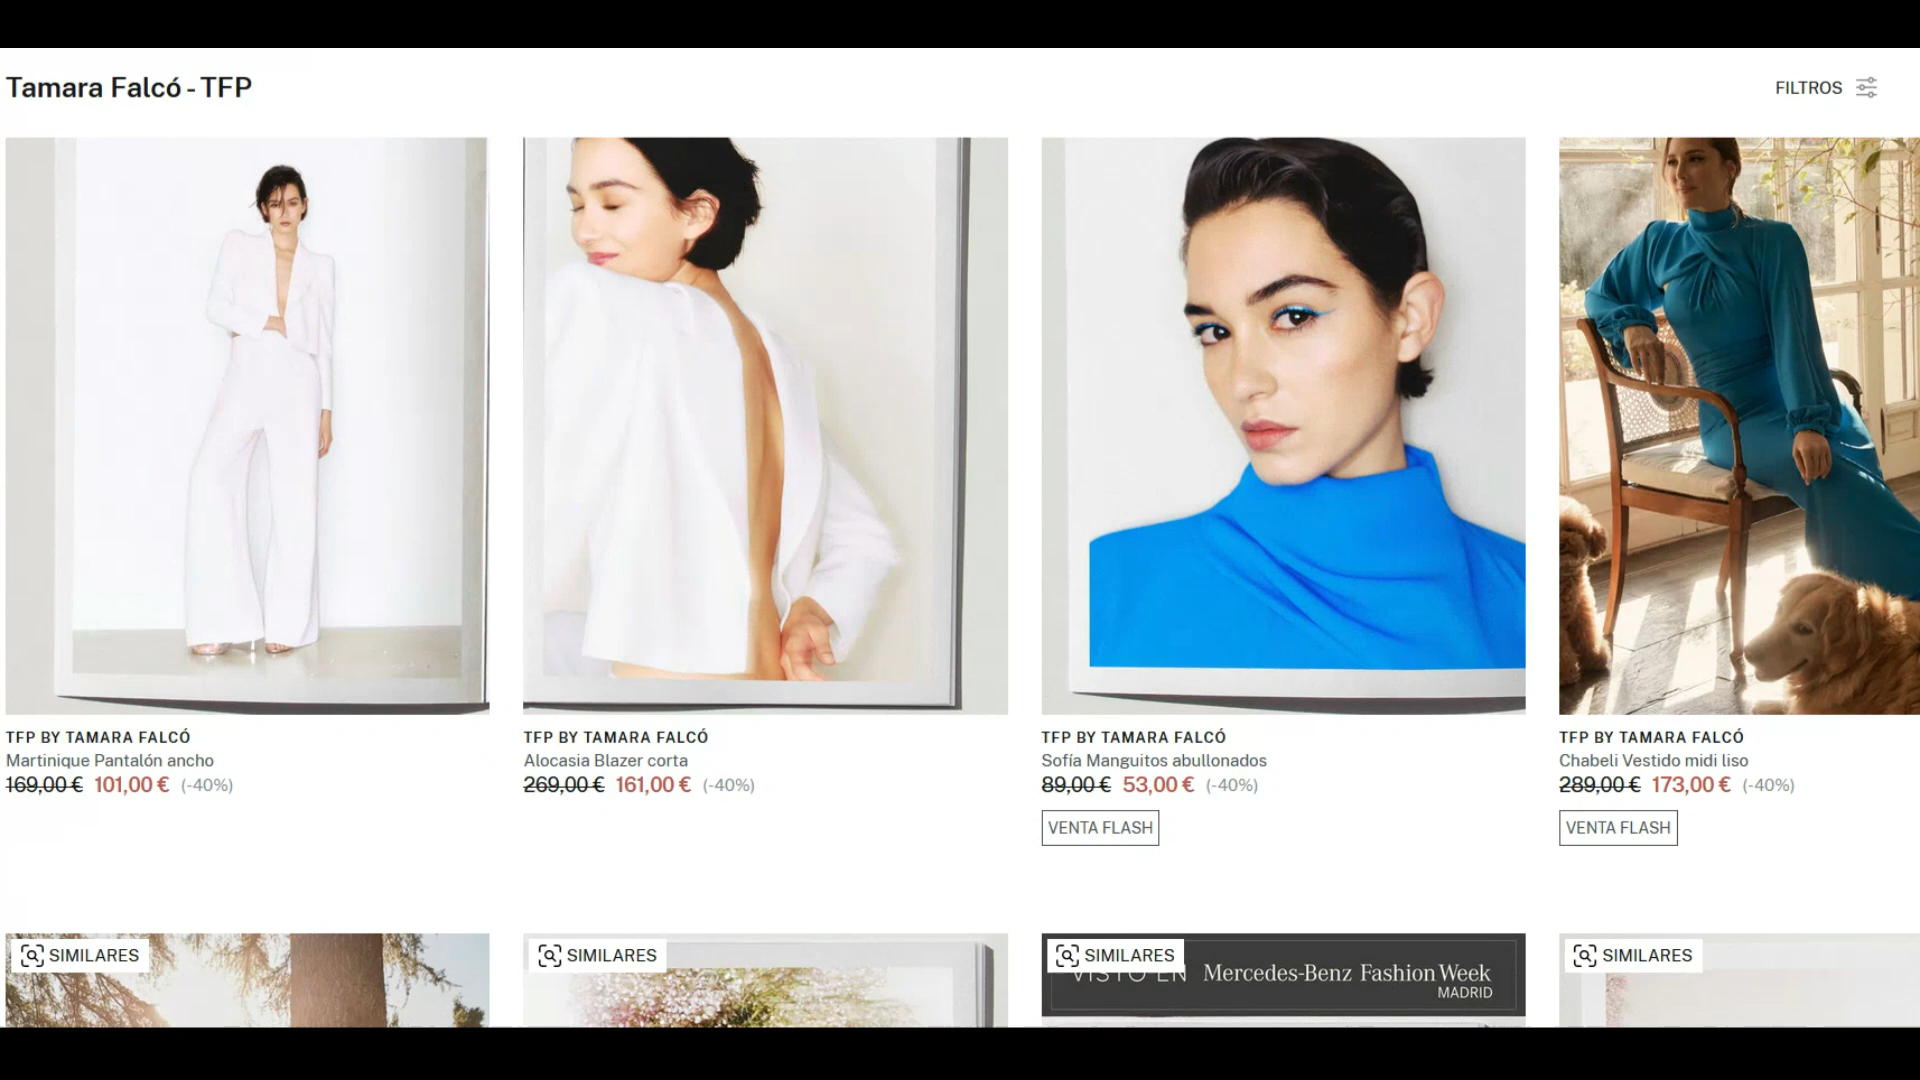 Tamara Falcó - TFP
FILTROS
TFP BY TAMARA FALCÓ
Martinique Pantalón ancho
169,00 € 101,00 € (-40%)
TFP BY TAMARA FALCÓ
Alocasia Blazer corta
269,00 € 161,00 € (-40%)
TFP BY TAMARA FALCÓ
Sofía Manguitos abullonados
89,00 € 53,00 € (-40%)
VENTA FLASH
TFP BY TAMARA FALCÓ
Chabeli Vestido midi liso
289,00 € 173,00 € (-40%)
VENTA FLASH
SIMILARES
SIMILARES
SIMILARES
VISTO EN Mercedes-Benz Fashion Week
MADRID
SIMILARES